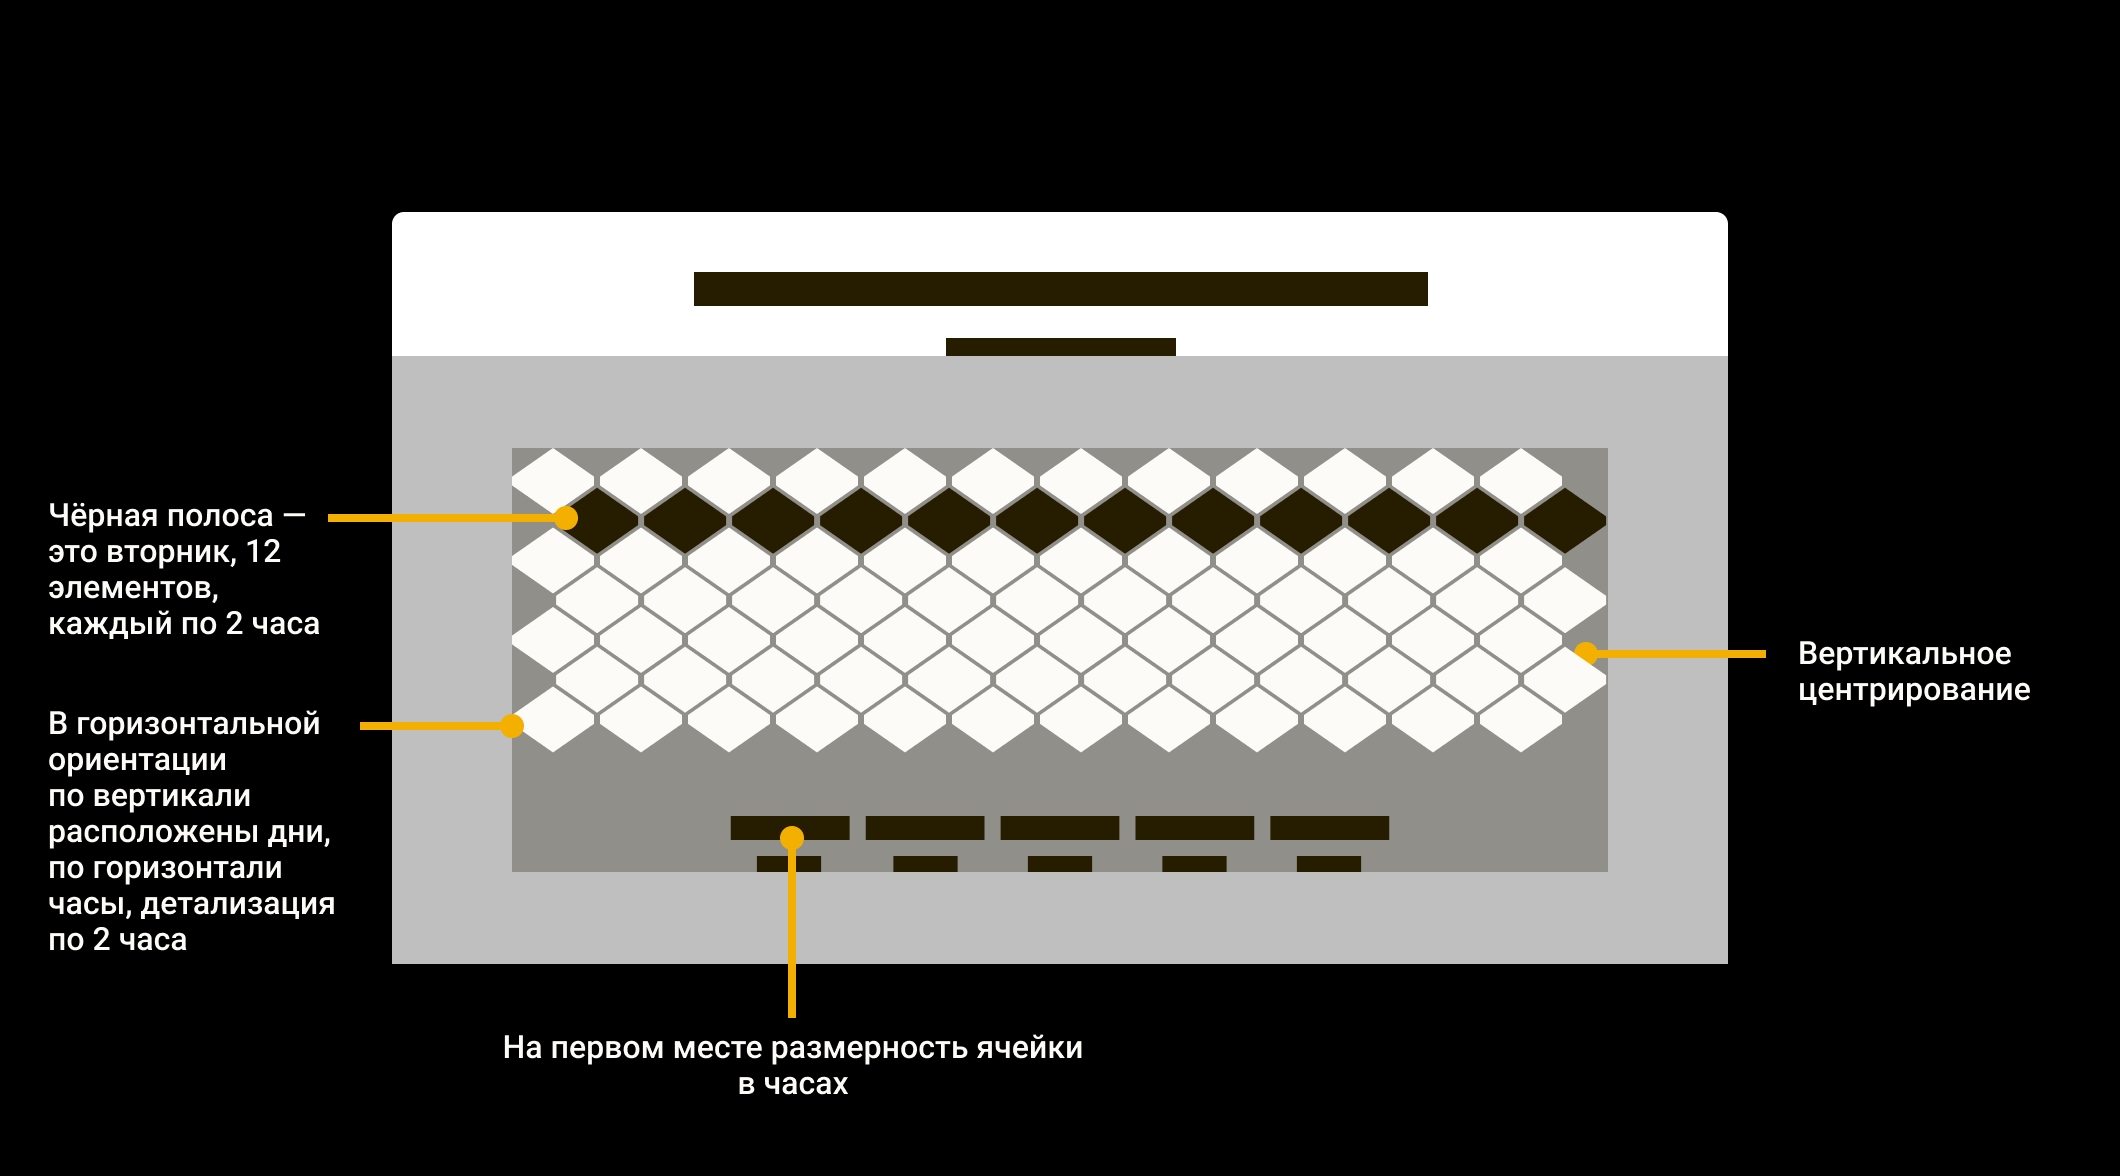 Чёрная полоса —
это вторник, 12
элементов,
каждый по 2 часа
В горизонтальной
ориентации
по вертикали
расположены дни,
по горизонтали
часы, детализация
по 2 часа
Вертикальное
центрирование
На первом месте размерность ячейки
в часах